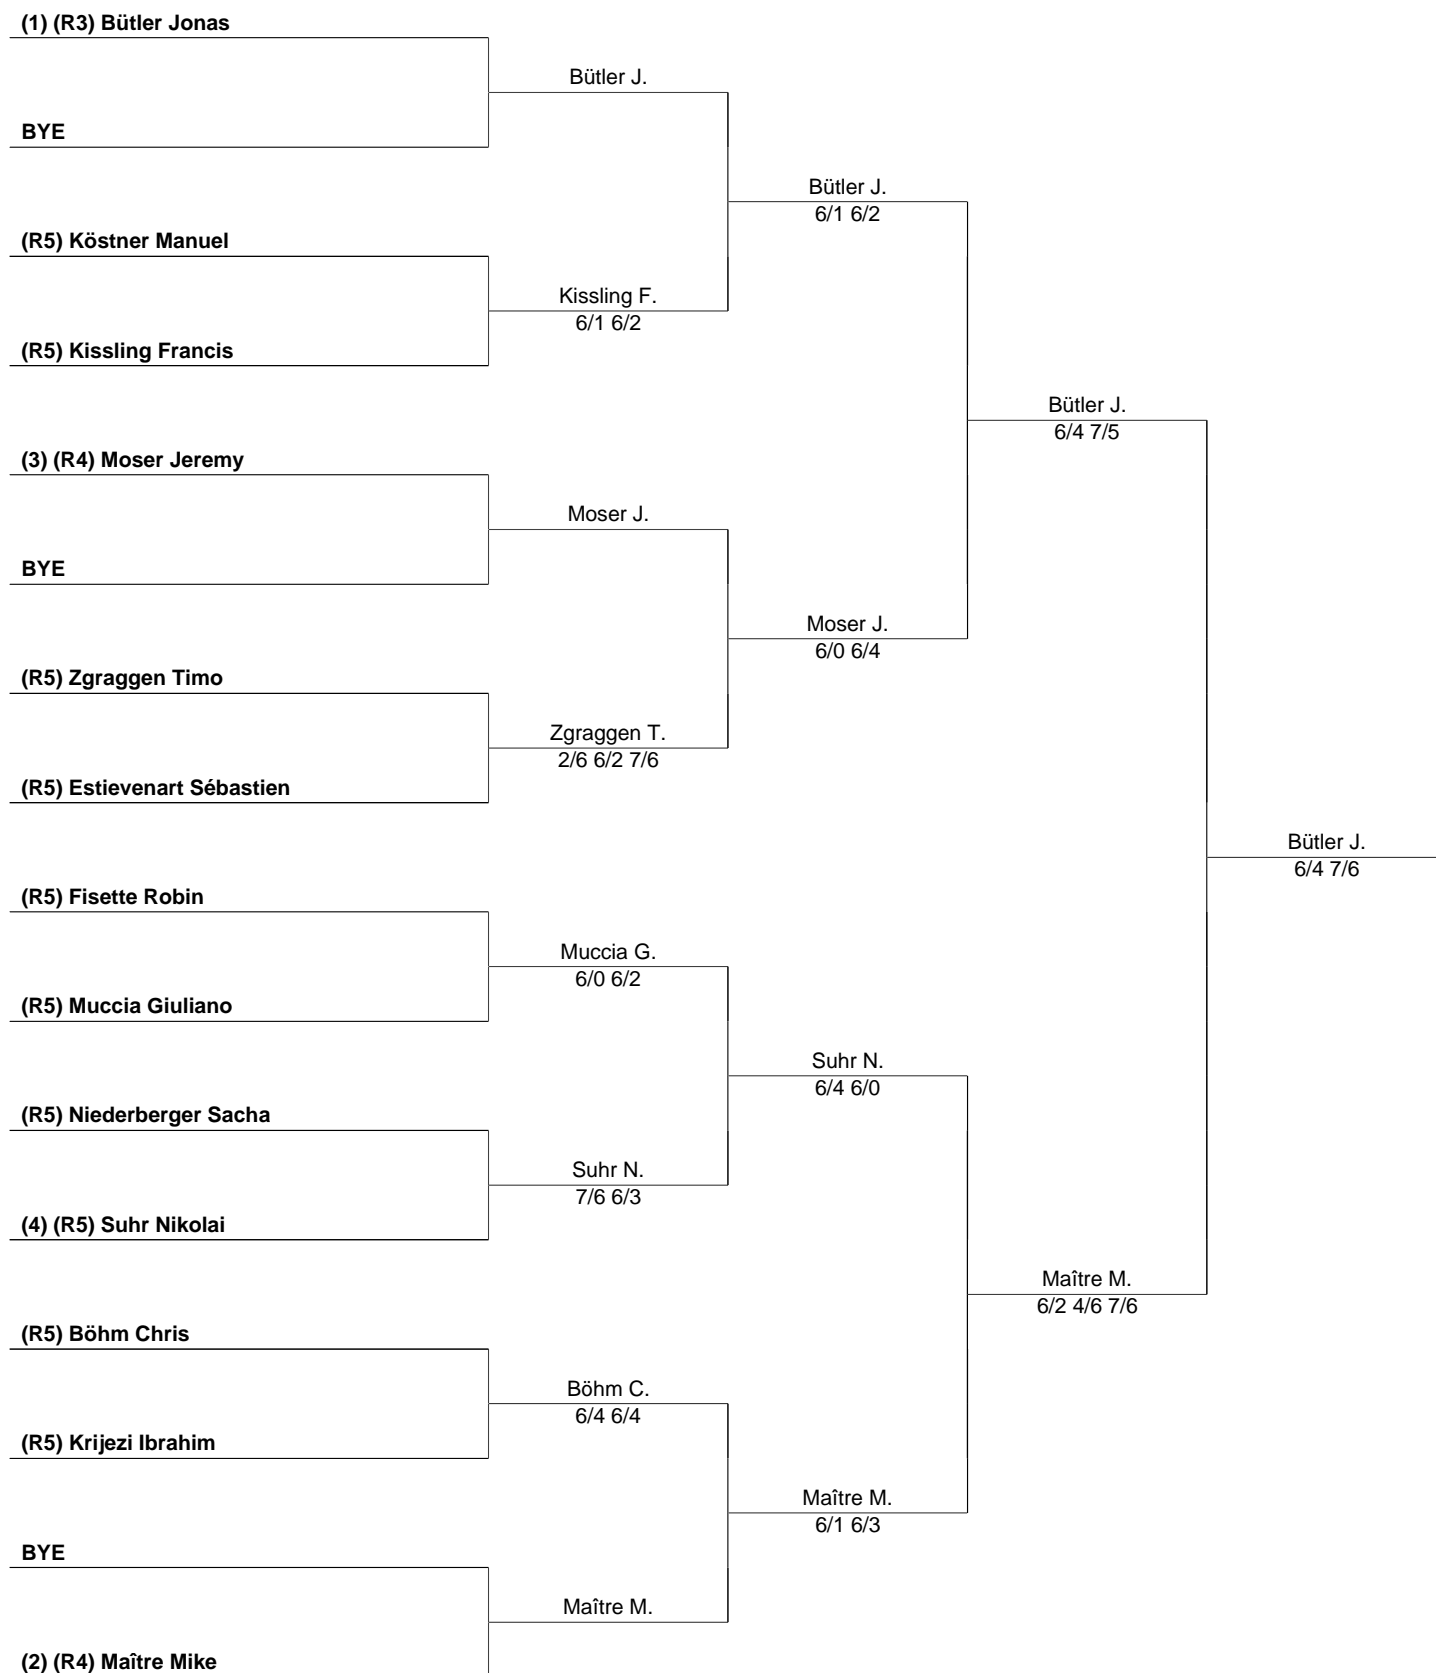 (1) (R3) Bütler Jonas
Bütler J.
BYE
Bütler J.
6/1 6/2
(R5) Köstner Manuel
Kissling F.
6/1 6/2
(R5) Kissling Francis
Bütler J.
6/4 7/5
(3) (R4) Moser Jeremy
Moser J.
BYE
Moser J.
6/0 6/4
(R5) Zgraggen Timo
Zgraggen T.
2/6 6/2 7/6
(R5) Estievenart Sébastien
Bütler J.
6/4 7/6
(R5) Fisette Robin
Muccia G.
6/0 6/2
(R5) Muccia Giuliano
Suhr N.
6/4 6/0
(R5) Niederberger Sacha
Suhr N.
7/6 6/3
(4) (R5) Suhr Nikolai
Maître M.
6/2 4/6 7/6
(R5) Böhm Chris
Böhm C.
6/4 6/4
(R5) Krijezi Ibrahim
Maître M.
6/1 6/3
BYE
Maître M.
(2) (R4) Maître Mike